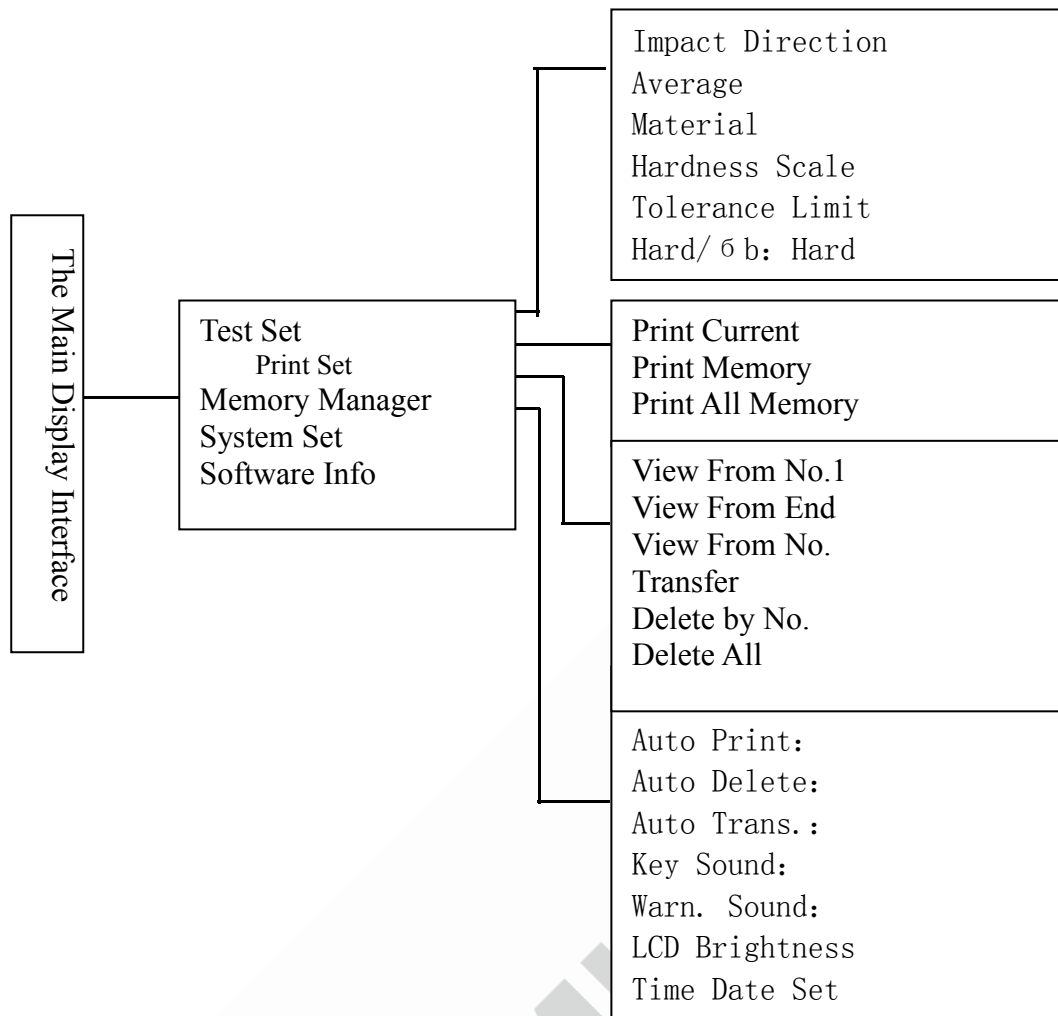 The Main Display Interface
Test Set
Print Set
Memory Manager
System Set
Software Info
Impact Direction
Average
Material
Hardness Scale
Tolerance Limit
Hard/бb：Hard
Print Current
Print Memory
Print All Memory
View From No.1
View From End
View From No.
Transfer
Delete by No.
Delete All
Auto Print：
Auto Delete：
Auto Trans.：
Key Sound：
Warn. Sound：
LCD Brightness
Time Date Set